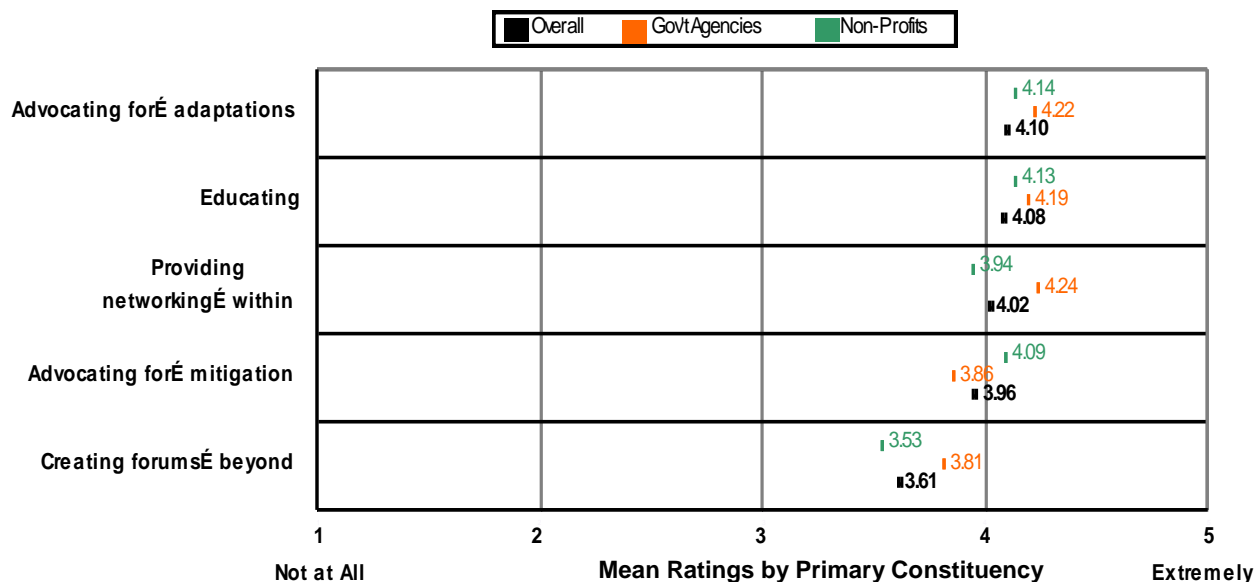 Overall Gov't Agencies Non-Profits
Advocating forÉ adaptations
4.14
4.22
4.10
Educating
4.13
4.19
4.08
Providing
networkingÉ within
3.94
4.24
4.02
Advocating forÉ mitigation
4.09
3.86
3.96
Creating forumsÉ beyond
3.53
3.81
3.61
1 2 3 4 5
Not at All Mean Ratings by Primary Constituency Extremely